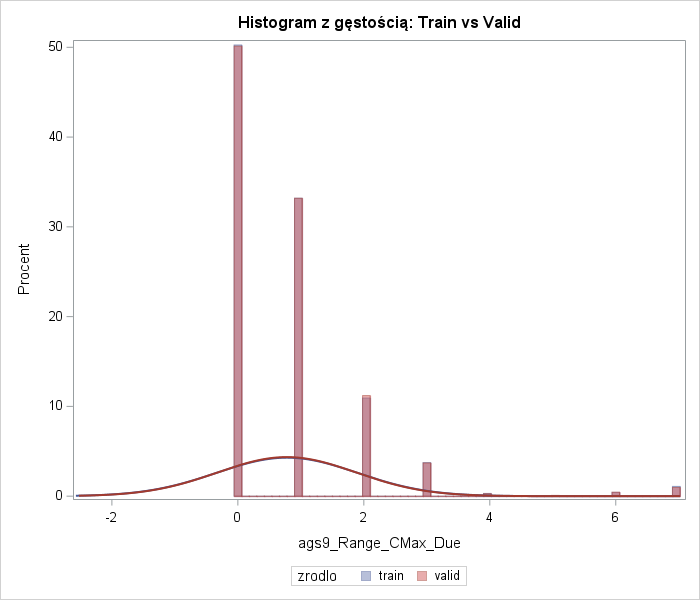 Histogram z gęstością: Train vs Valid
50
40
30
20
10
0
Procent
-2
0
2
4
6
ags9_Range_CMax_Due
zrodlo train valid